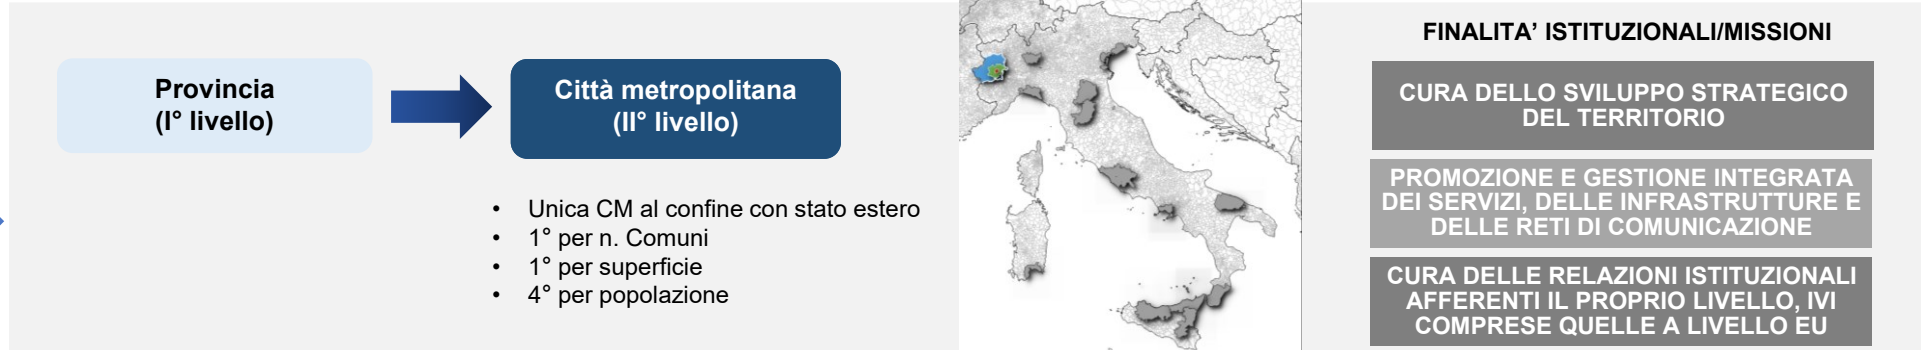 Provincia
(I° livello)
Città metropolitana
(II° livello)
• Unica CM al confine con stato estero
• 1° per n. Comuni
• 1° per superficie
• 4° per popolazione
FINALITA' ISTITUZIONALI/MISSIONI
CURA DELLO SVILUPPO STRATEGICO
DEL TERRITORIO
PROMOZIONE E GESTIONE INTEGRATA
DEI SERVIZI, DELLE INFRASTRUTTURE E
DELLE RETI DI COMUNICAZIONE
CURA DELLE RELAZIONI ISTITUZIONALI
AFFERENTI IL PROPRIO LIVELLO, IVI
COMPRESE QUELLE A LIVELLO EU